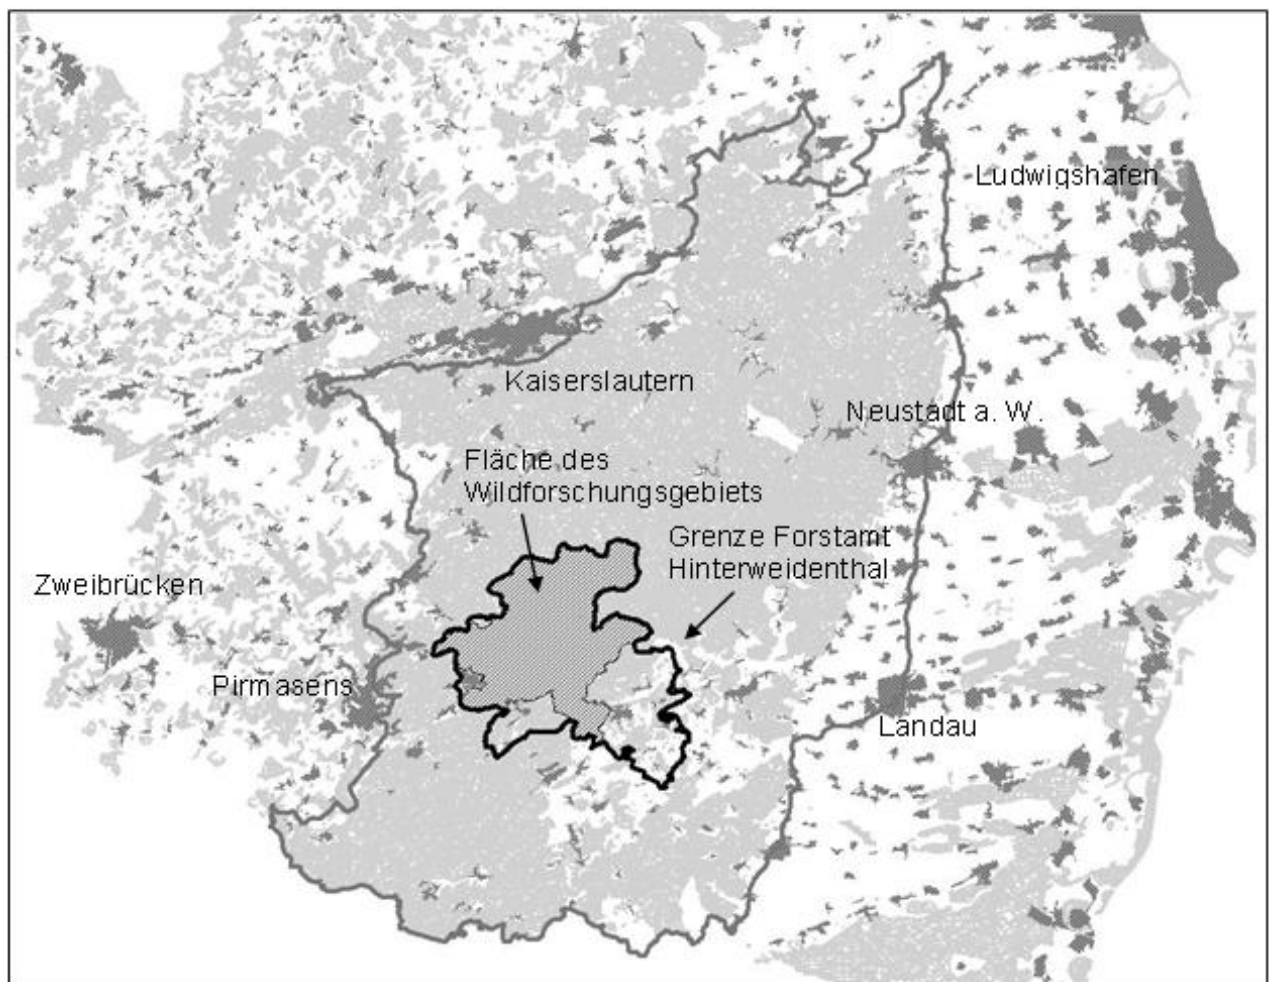 Ludwigshafen
Kaiserslautern
Neustadt a. W.
Fläche des
Wildforschungsgebiets
Grenze Forstamt
Hinterweidenthal
Zweibrücken
Pirmasens
Landau